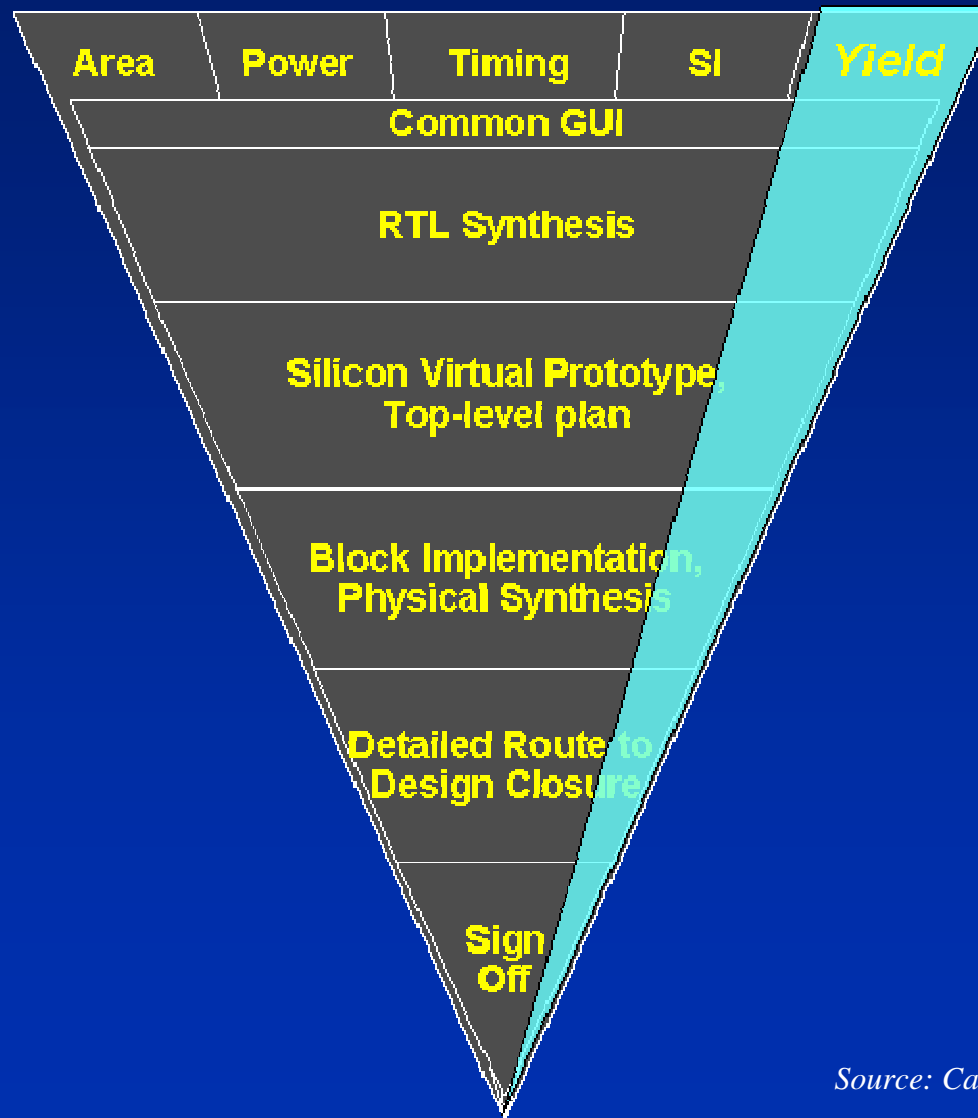 Area Power Timing SI Yield
Common GUI
RTL Synthesis
Silicon Virtual Prototype,
Top-level plan
Block Implementation,
Physical Synthesis
Detailed Route to
Design Closure
Sign
Off
Source: Ca